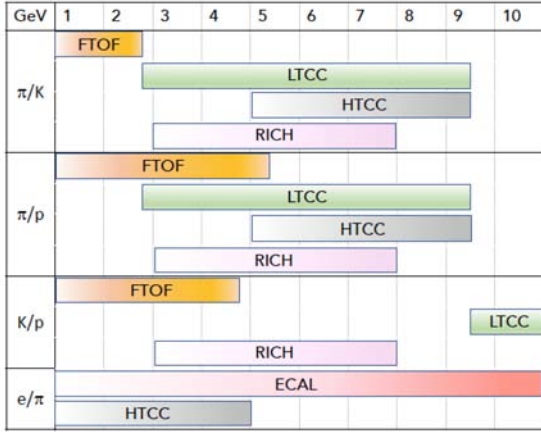 GeV 1 2 3 4 5 6 7 8 9 10
FTOF
LTCC
π/K
HTCC
RICH
FTOF
LTCC
π/p
HTCC
RICH
FTOF
K/p
LTCC
RICH
ECAL
e/π
HTCC